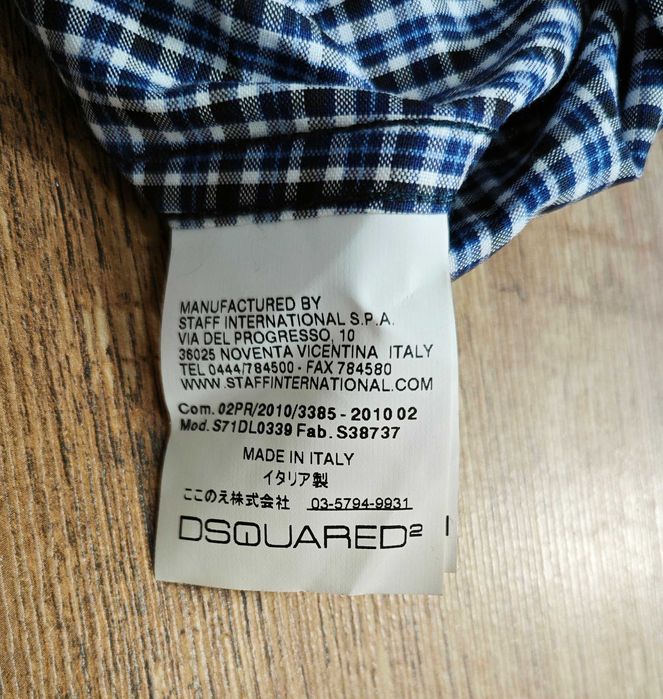 MANUFACTURED BY
STAFF INTERNATIONAL S.P.A.
VIA DEL PROGRESSO, 10
36025 NOVENTA VICENTINA ITALY
TEL 0444/784500 - FAX 784580
WWW.STAFFINTERNATIONAL.COM
Com. 02PR/2010/3385 - 2010 02
Mod. S71DL0339 Fab. S38737
MADE IN ITALY
イタリア製
ここのえ株式会社 03-5794-9931
DSQUARED²